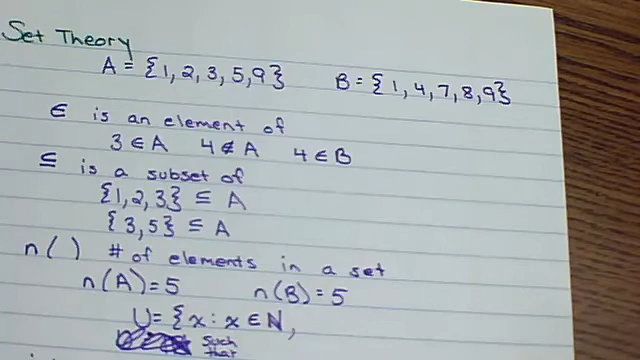 Set Theory
A = {1, 2, 3, 5, 9} B = {1, 4, 7, 8, 9}
∈ is an element of
3 ∈ A 4 ∉ A 4 ∈ B
⊆ is a subset of
{1, 2, 3} ⊆ A
{3, 5} ⊆ A
n( ) # of elements in a set
n(A) = 5 n(B) = 5
U = {x : x ∈ N,
such
that